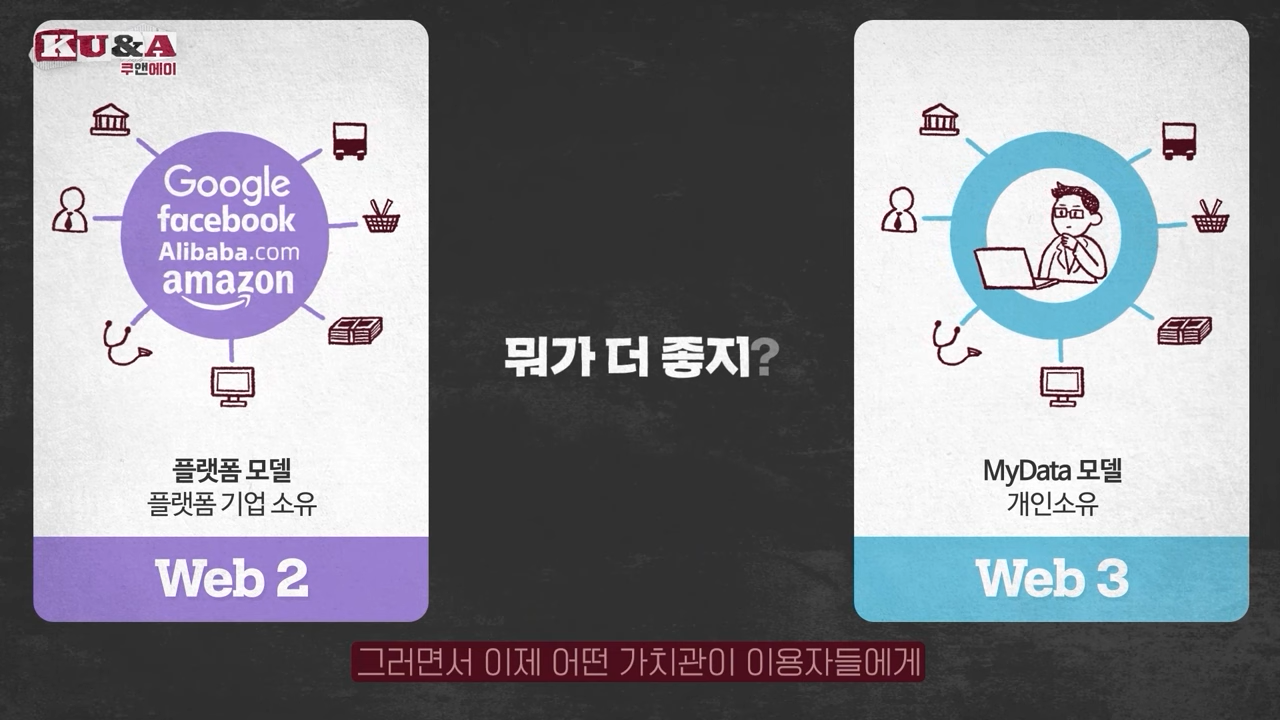 KU&A
쿠앤에이
Google
facebook
Alibaba.com
amazon
플랫폼 모델
플랫폼 기업 소유
Web 2
뭐가 더 좋지?
MyData 모델
개인소유
Web 3
그러면서 이제 어떤 가치관이 이용자들에게